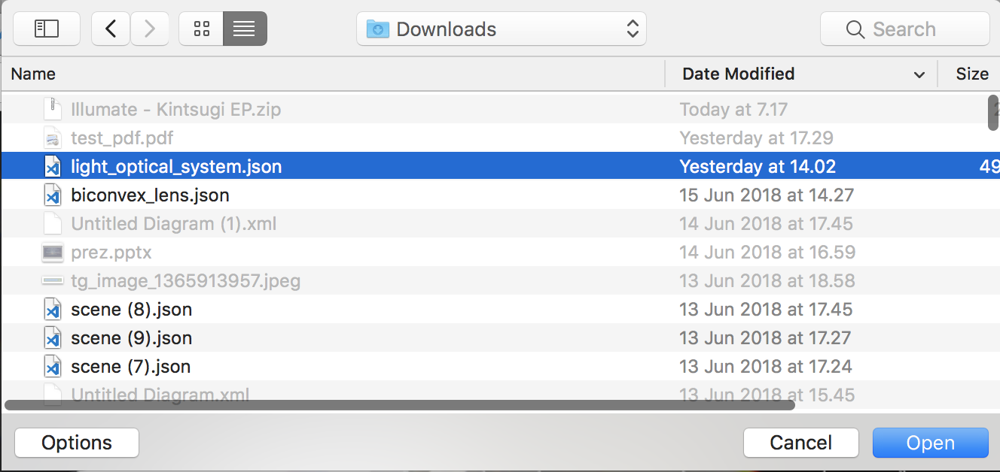 Downloads
Search
Name Date Modified Size
Illumate - Kintsugi EP.zip Today at 7.17
test_pdf.pdf Yesterday at 17.29
light_optical_system.json Yesterday at 14.02 49
biconvex_lens.json 15 Jun 2018 at 14.27
Untitled Diagram (1).xml 14 Jun 2018 at 17.45
prez.pptx 14 Jun 2018 at 16.59
tg_image_1365913957.jpeg 13 Jun 2018 at 18.58
scene (8).json 13 Jun 2018 at 17.45
scene (9).json 13 Jun 2018 at 17.27
scene (7).json 13 Jun 2018 at 17.24
Untitled Diagram.xml 13 Jun 2018 at 15.45
Options Cancel Open